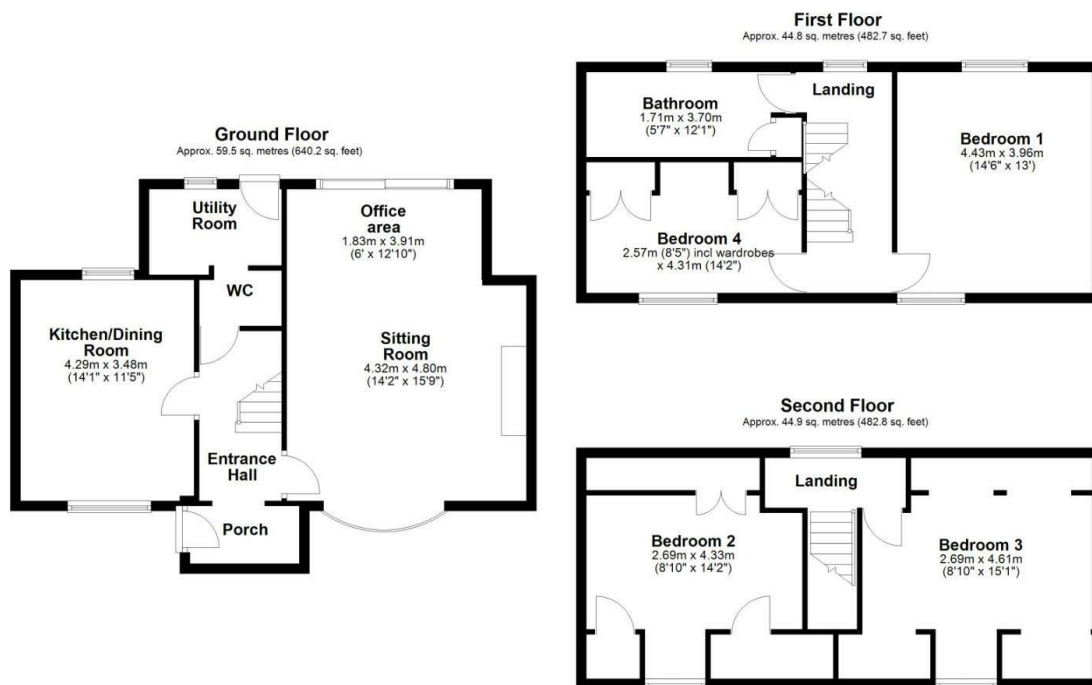 Ground Floor
Approx. 59.5 sq. metres (640.2 sq. feet)
Utility
Room
Office
area
1.83m x 3.91m
(6' x 12'10")
WC
Kitchen/Dining
Room
4.29m x 3.48m
(14'1" x 11'5")
Sitting
Room
4.32m x 4.80m
(14'2" x 15'9")
Entrance
Hall
Porch
First Floor
Approx. 44.8 sq. metres (482.7 sq. feet)
Bathroom
1.71m x 3.70m
(5'7" x 12'1")
Landing
Bedroom 1
4.43m x 3.96m
(14'6" x 13')
Bedroom 4
2.57m (8'5") incl wardrobes
x 4.31m (14'2")
Second Floor
Approx. 44.9 sq. metres (482.8 sq. feet)
Landing
Bedroom 2
2.69m x 4.33m
(8'10" x 14'2")
Bedroom 3
2.69m x 4.61m
(8'10" x 15'1")